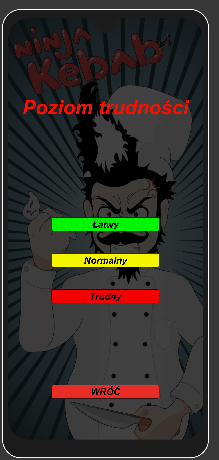 Ninja
Kebab
Poziom trudności
Łatwy
Normalny
Trudny
WRÓĆ